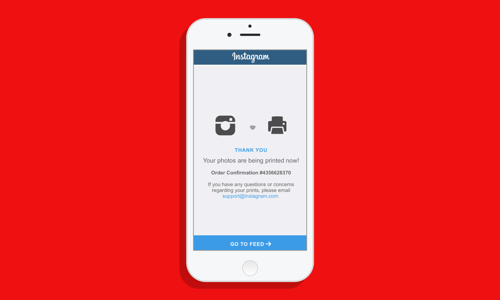 Instagram
THANK YOU
Your photos are being printed now!
Order Confirmation #4356628370
If you have any questions or concerns
regarding your prints, please email
support@instagram.com
GO TO FEED →